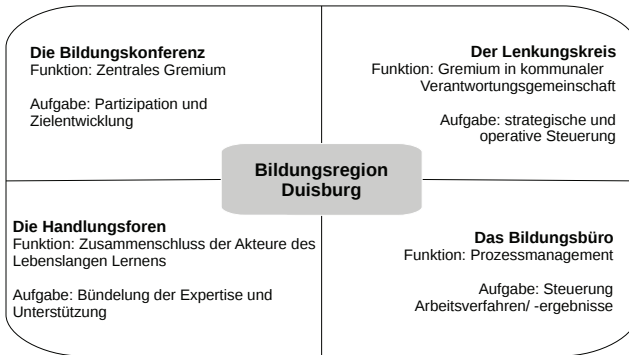 Die Bildungskonferenz
Funktion: Zentrales Gremium
Aufgabe: Partizipation und
Zielentwicklung
Der Lenkungskreis
Funktion: Gremium in kommunaler
Verantwortungsgemeinschaft
Aufgabe: strategische und
operative Steuerung
Bildungsregion
Duisburg
Die Handlungsforen
Funktion: Zusammenschluss der Akteure des
Lebenslangen Lernens
Aufgabe: Bündelung der Expertise und
Unterstützung
Das Bildungsbüro
Funktion: Prozessmanagement
Aufgabe: Steuerung
Arbeitsverfahren/ -ergebnisse